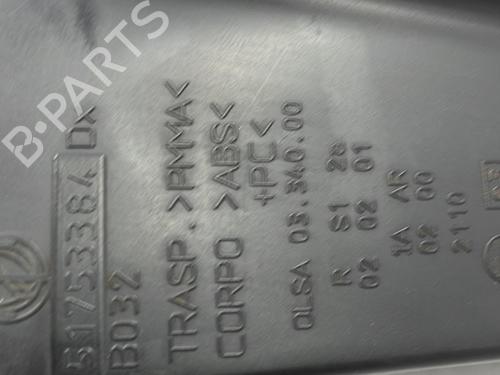 B-PARTS
51753384 DX
B032
TRASP. >PMMA<
CORPO >ABS<
+PC<
QLSA 03.340.00
R S1 28
02 02 01
1A AR
02 00
2110